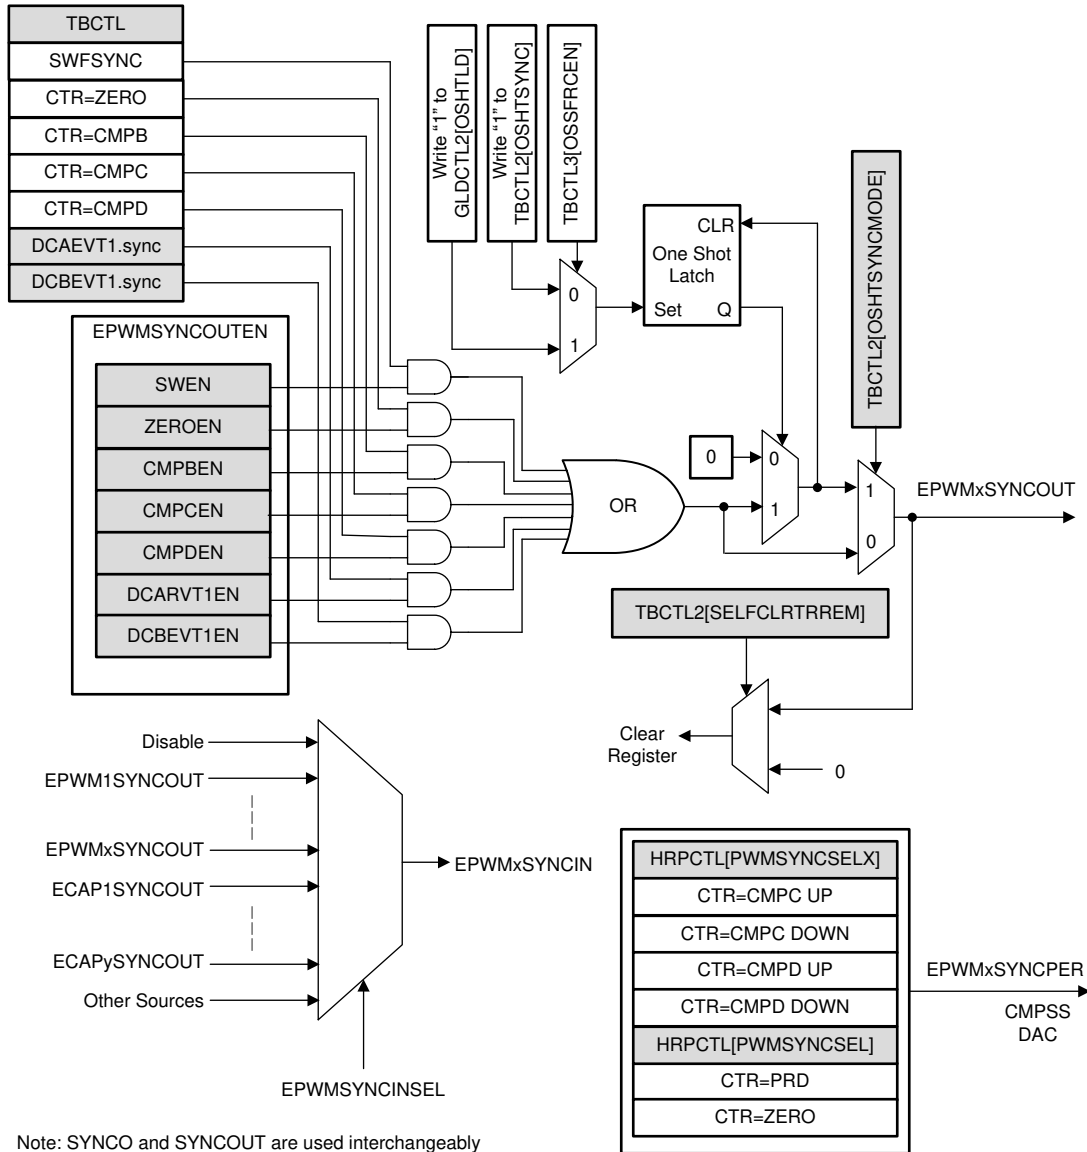 TBCTL
SWFSYNC
CTR=ZERO
CTR=CMPB
CTR=CMPC
CTR=CMPD
DCAEVT1.sync
DCBEVT1.sync
Write “1” to
GLDCTL2[OSHTLD]
Write “1” to
TBCTL2[OSHTSYNC]
TBCTL3[OSSFRCEN]
0
1
CLR
One Shot
Latch
Set Q
TBCTL2[OSHTSYNCMODE]
EPWMSYNCOUTEN
SWEN
ZEROEN
CMPBEN
CMPCEN
CMPDEN
DCARVT1EN
DCBEVT1EN
OR
0
0
1
1
0
EPWMxSYNCOUT
TBCTL2[SELFCLRTRREM]
Clear
Register
0
Disable
EPWM1SYNCOUT
EPWMxSYNCOUT
ECAP1SYNCOUT
ECAPySYNCOUT
Other Sources
EPWMxSYNCIN
EPWMSYNCINSEL
HRPCTL[PWMSYNCSELX]
CTR=CMPC UP
CTR=CMPC DOWN
CTR=CMPD UP
CTR=CMPD DOWN
HRPCTL[PWMSYNCSEL]
CTR=PRD
CTR=ZERO
EPWMxSYNCPER
CMPSS
DAC
Note: SYNCO and SYNCOUT are used interchangeably